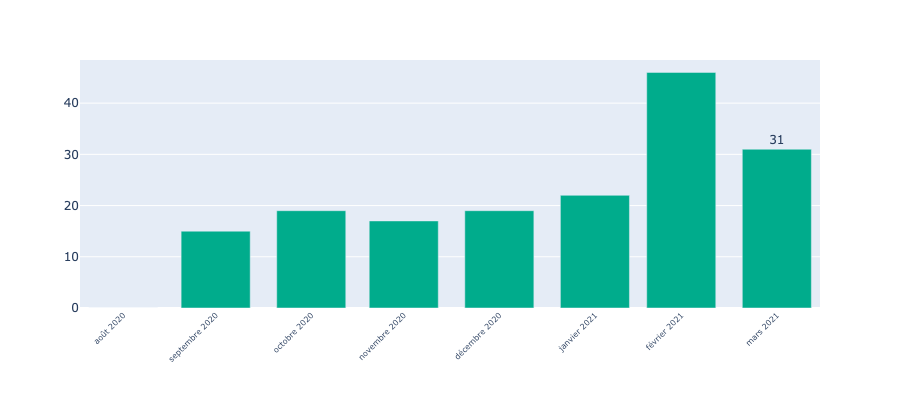 40
30
20
10
0
31
août 2020
septembre 2020
octobre 2020
novembre 2020
décembre 2020
janvier 2021
février 2021
mars 2021